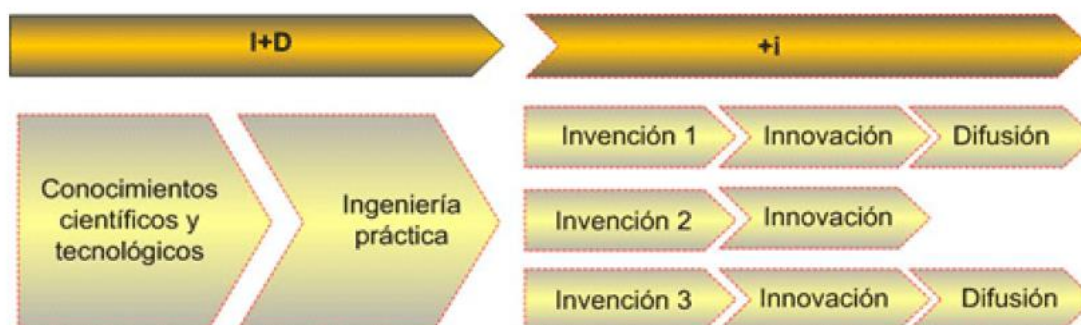 I+D
+i
Conocimientos
científicos y
tecnológicos
Ingeniería
práctica
Invención 1
Innovación
Difusión
Invención 2
Innovación
Invención 3
Innovación
Difusión